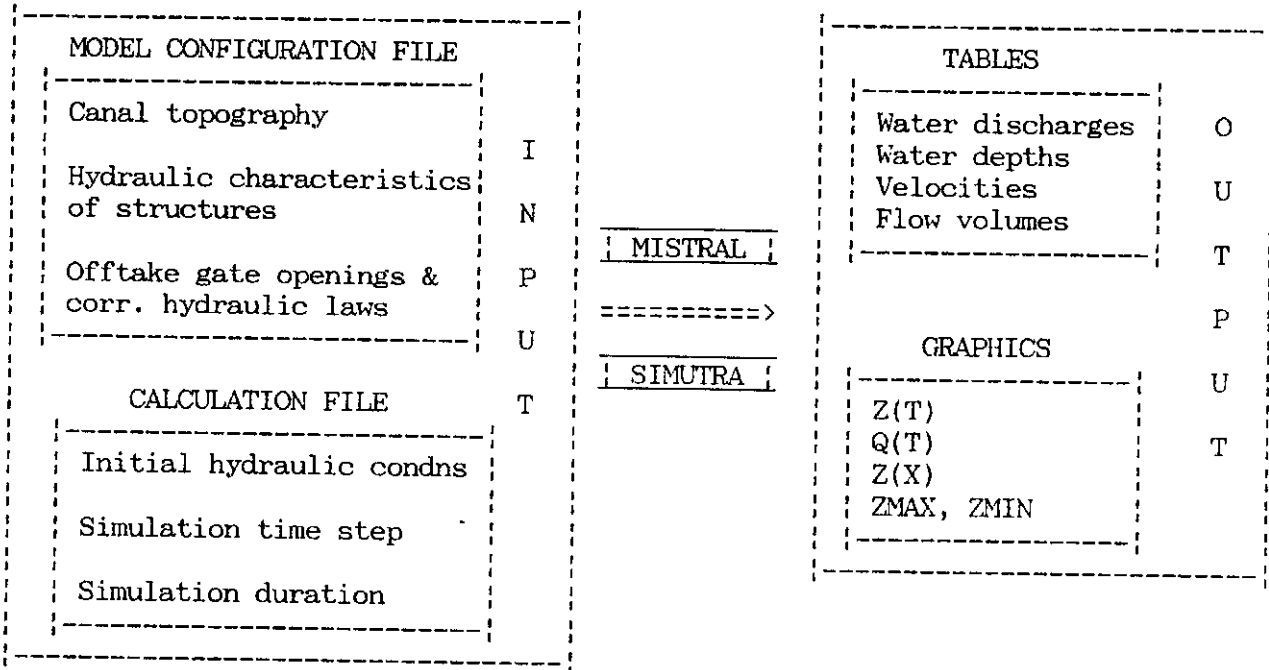 MODEL CONFIGURATION FILE
Canal topography
Hydraulic characteristics
of structures
Offtake gate openings &
corr. hydraulic laws
CALCULATION FILE
Initial hydraulic condns
Simulation time step
Simulation duration
I
N
P
U
T
MISTRAL
==========>
SIMUTRA
TABLES
Water discharges
Water depths
Velocities
Flow volumes
GRAPHICS
Z(T)
Q(T)
Z(X)
ZMAX, ZMIN
O
U
T
P
U
T